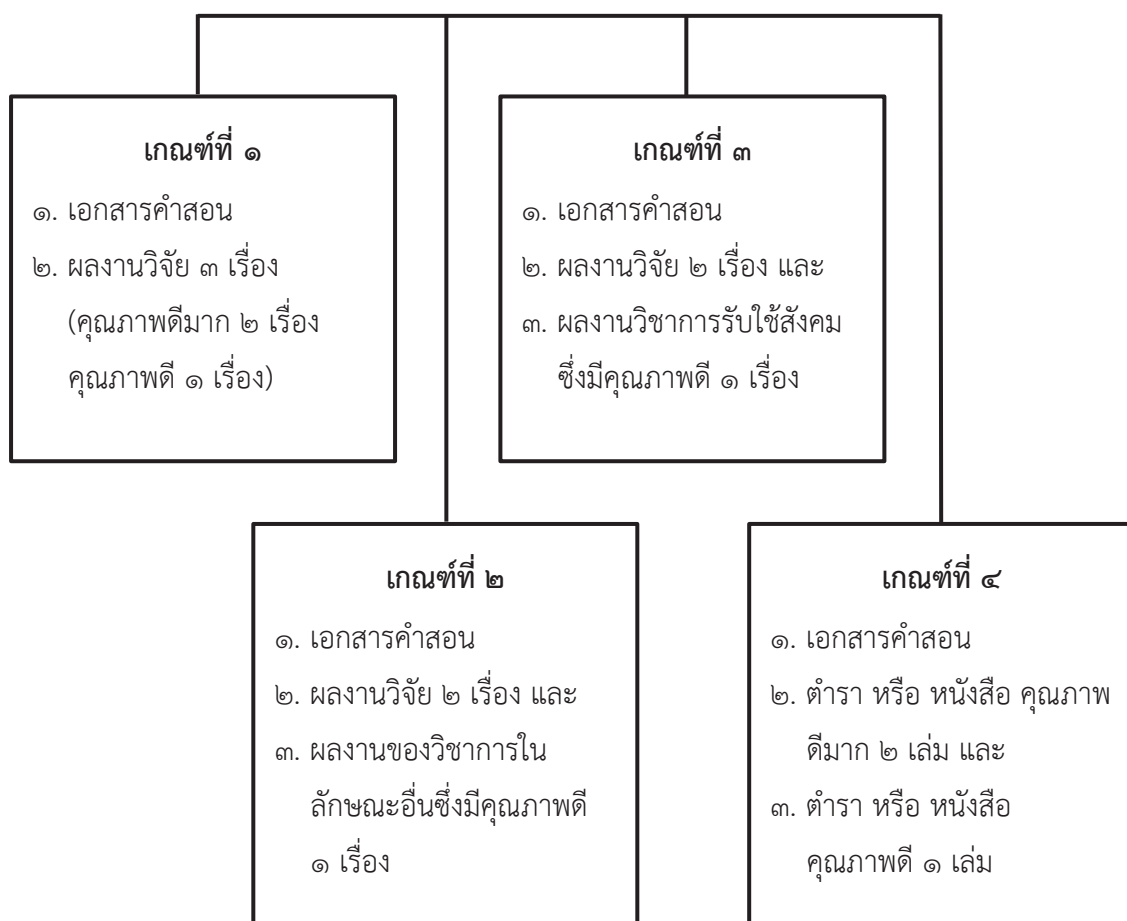 เกณฑ์ที่ ๑
๑. เอกสารคำสอน
๒. ผลงานวิจัย ๓ เรื่อง
(คุณภาพดีมาก ๒ เรื่อง
คุณภาพดี ๑ เรื่อง)
เกณฑ์ที่ ๓
๑. เอกสารคำสอน
๒. ผลงานวิจัย ๒ เรื่อง และ
๓. ผลงานวิชาการรับใช้สังคม
ซึ่งมีคุณภาพดี ๑ เรื่อง
เกณฑ์ที่ ๒
๑. เอกสารคำสอน
๒. ผลงานวิจัย ๒ เรื่อง และ
๓. ผลงานของวิชาการใน
ลักษณะอื่นซึ่งมีคุณภาพดี
๑ เรื่อง
เกณฑ์ที่ ๔
๑. เอกสารคำสอน
๒. ตำรา หรือ หนังสือ คุณภาพ
ดีมาก ๒ เล่ม และ
๓. ตำรา หรือ หนังสือ
คุณภาพดี ๑ เล่ม